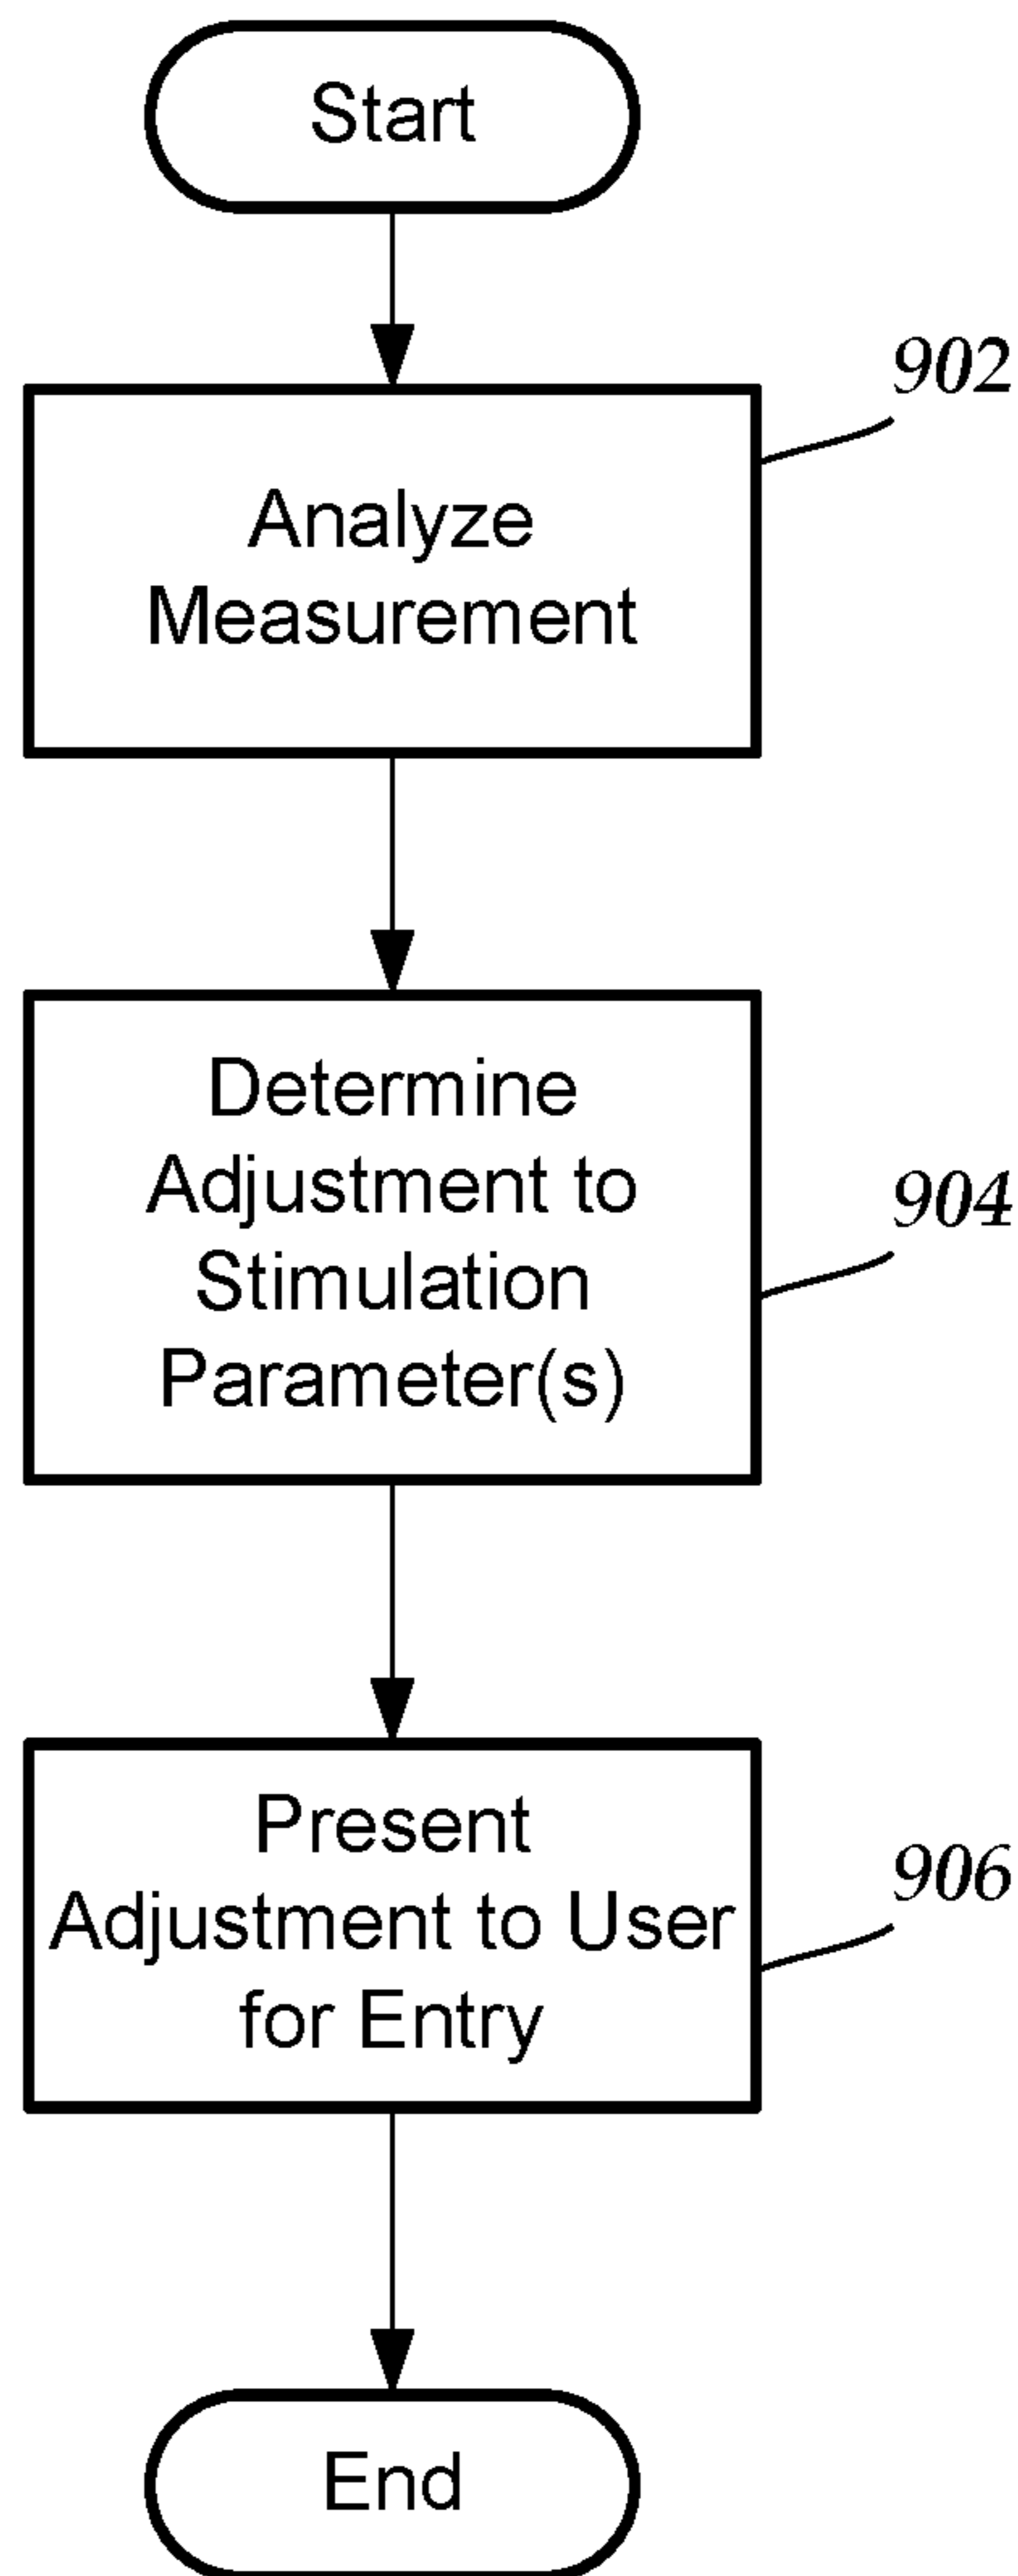 Start
902
Analyze
Measurement
Determine
Adjustment to
Stimulation
Parameter(s)
904
Present
Adjustment to User
for Entry
906
End